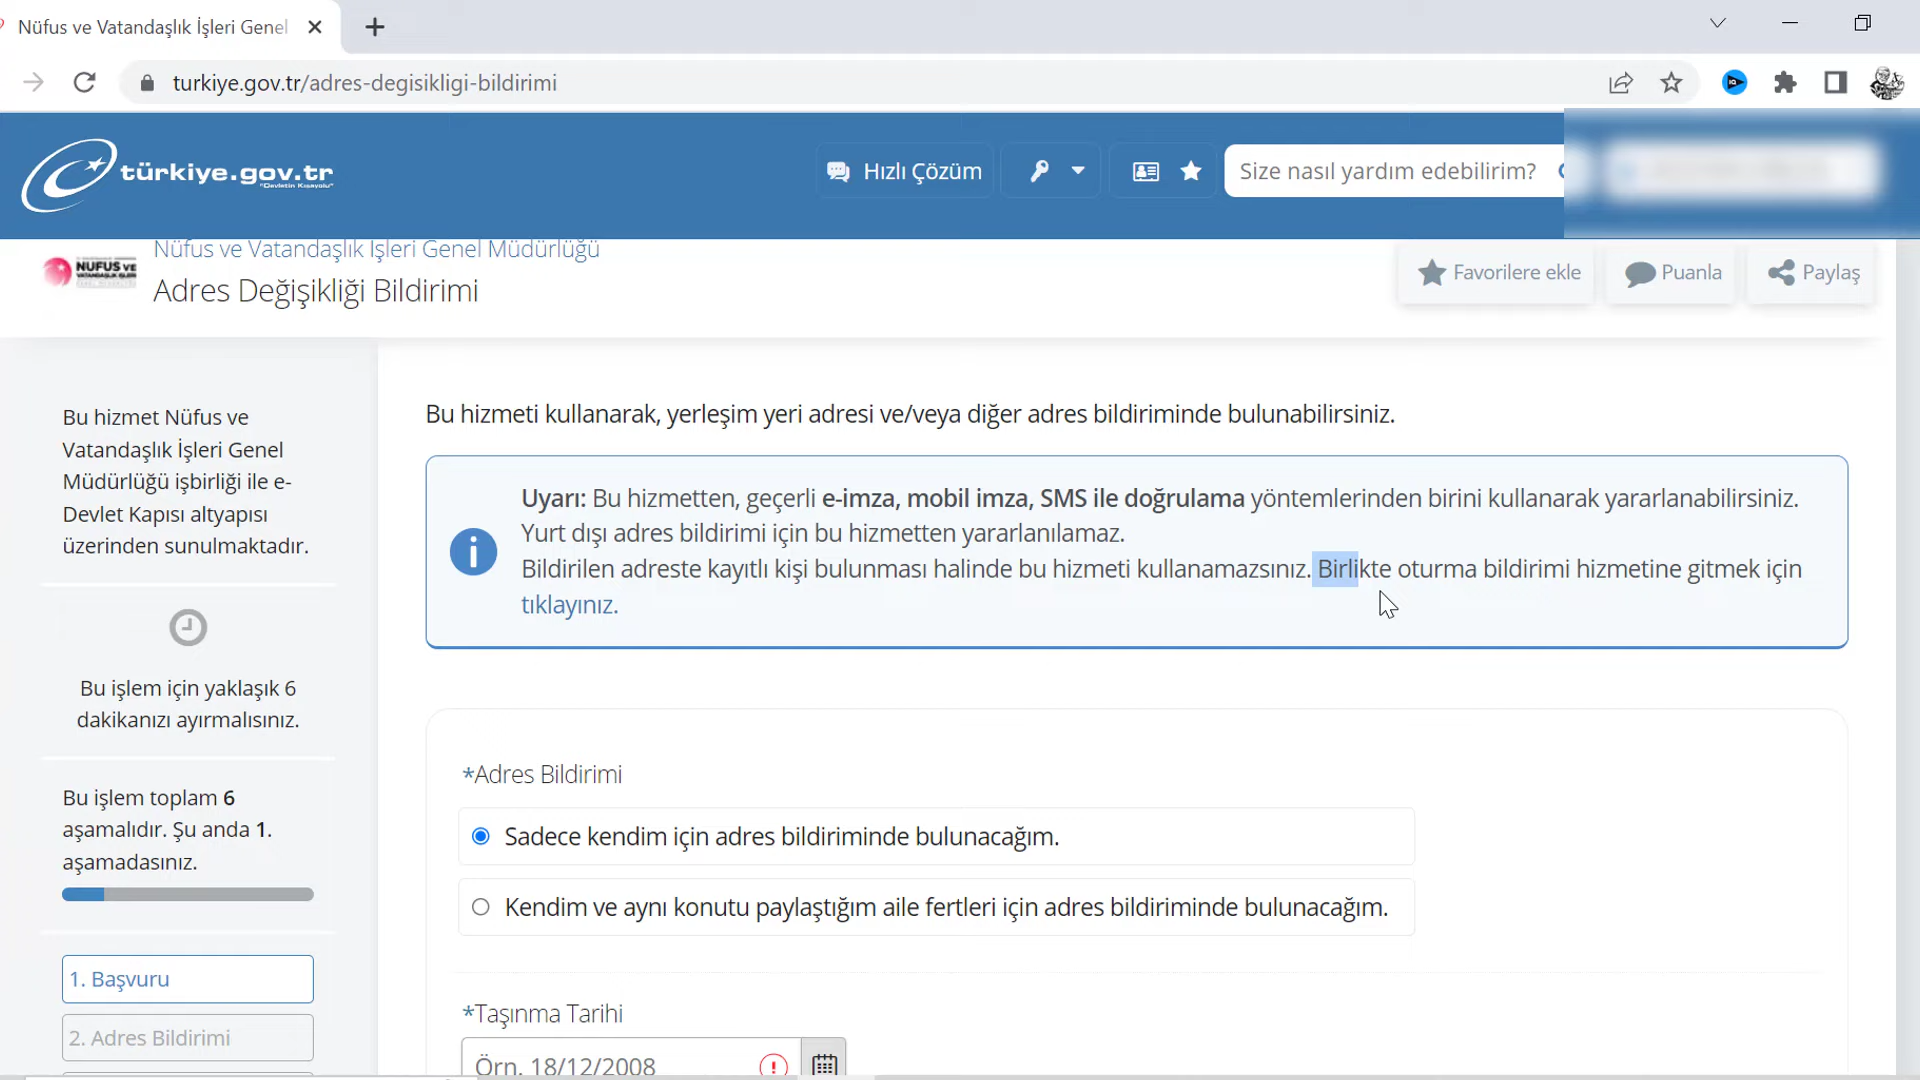 Nüfus ve Vatandaşlık İşleri Genel
turkiye.gov.tr/adres-degisikligi-bildirimi
türkiye.gov.tr
"Devletin Kısayolu"
Hızlı Çözüm
Size nasıl yardım edebilirim?
NUFUS VE
Nüfus ve Vatandaşlık İşleri Genel Müdürlüğü
Adres Değişikliği Bildirimi
Favorilere ekle
Puanla
Paylaş
Bu hizmet Nüfus ve
Vatandaşlık İşleri Genel
Müdürlüğü işbirliği ile e-
Devlet Kapısı altyapısı
üzerinden sunulmaktadır.
Bu işlem için yaklaşık 6
dakikanızı ayırmalısınız.
Bu işlem toplam 6
aşamalıdır. Şu anda 1.
aşamadasınız.
1. Başvuru
2. Adres Bildirimi
Bu hizmeti kullanarak, yerleşim yeri adresi ve/veya diğer adres bildiriminde bulunabilirsiniz.
Uyarı: Bu hizmetten, geçerli e-imza, mobil imza, SMS ile doğrulama yöntemlerinden birini kullanarak yararlanabilirsiniz.
Yurt dışı adres bildirimi için bu hizmetten yararlanılamaz.
Bildirilen adreste kayıtlı kişi bulunması halinde bu hizmeti kullanamazsınız. Birlikte oturma bildirimi hizmetine gitmek için
tıklayınız.
*Adres Bildirimi
Sadece kendim için adres bildiriminde bulunacağım.
Kendim ve aynı konutu paylaştığım aile fertleri için adres bildiriminde bulunacağım.
*Taşınma Tarihi
Örn. 18/12/2008